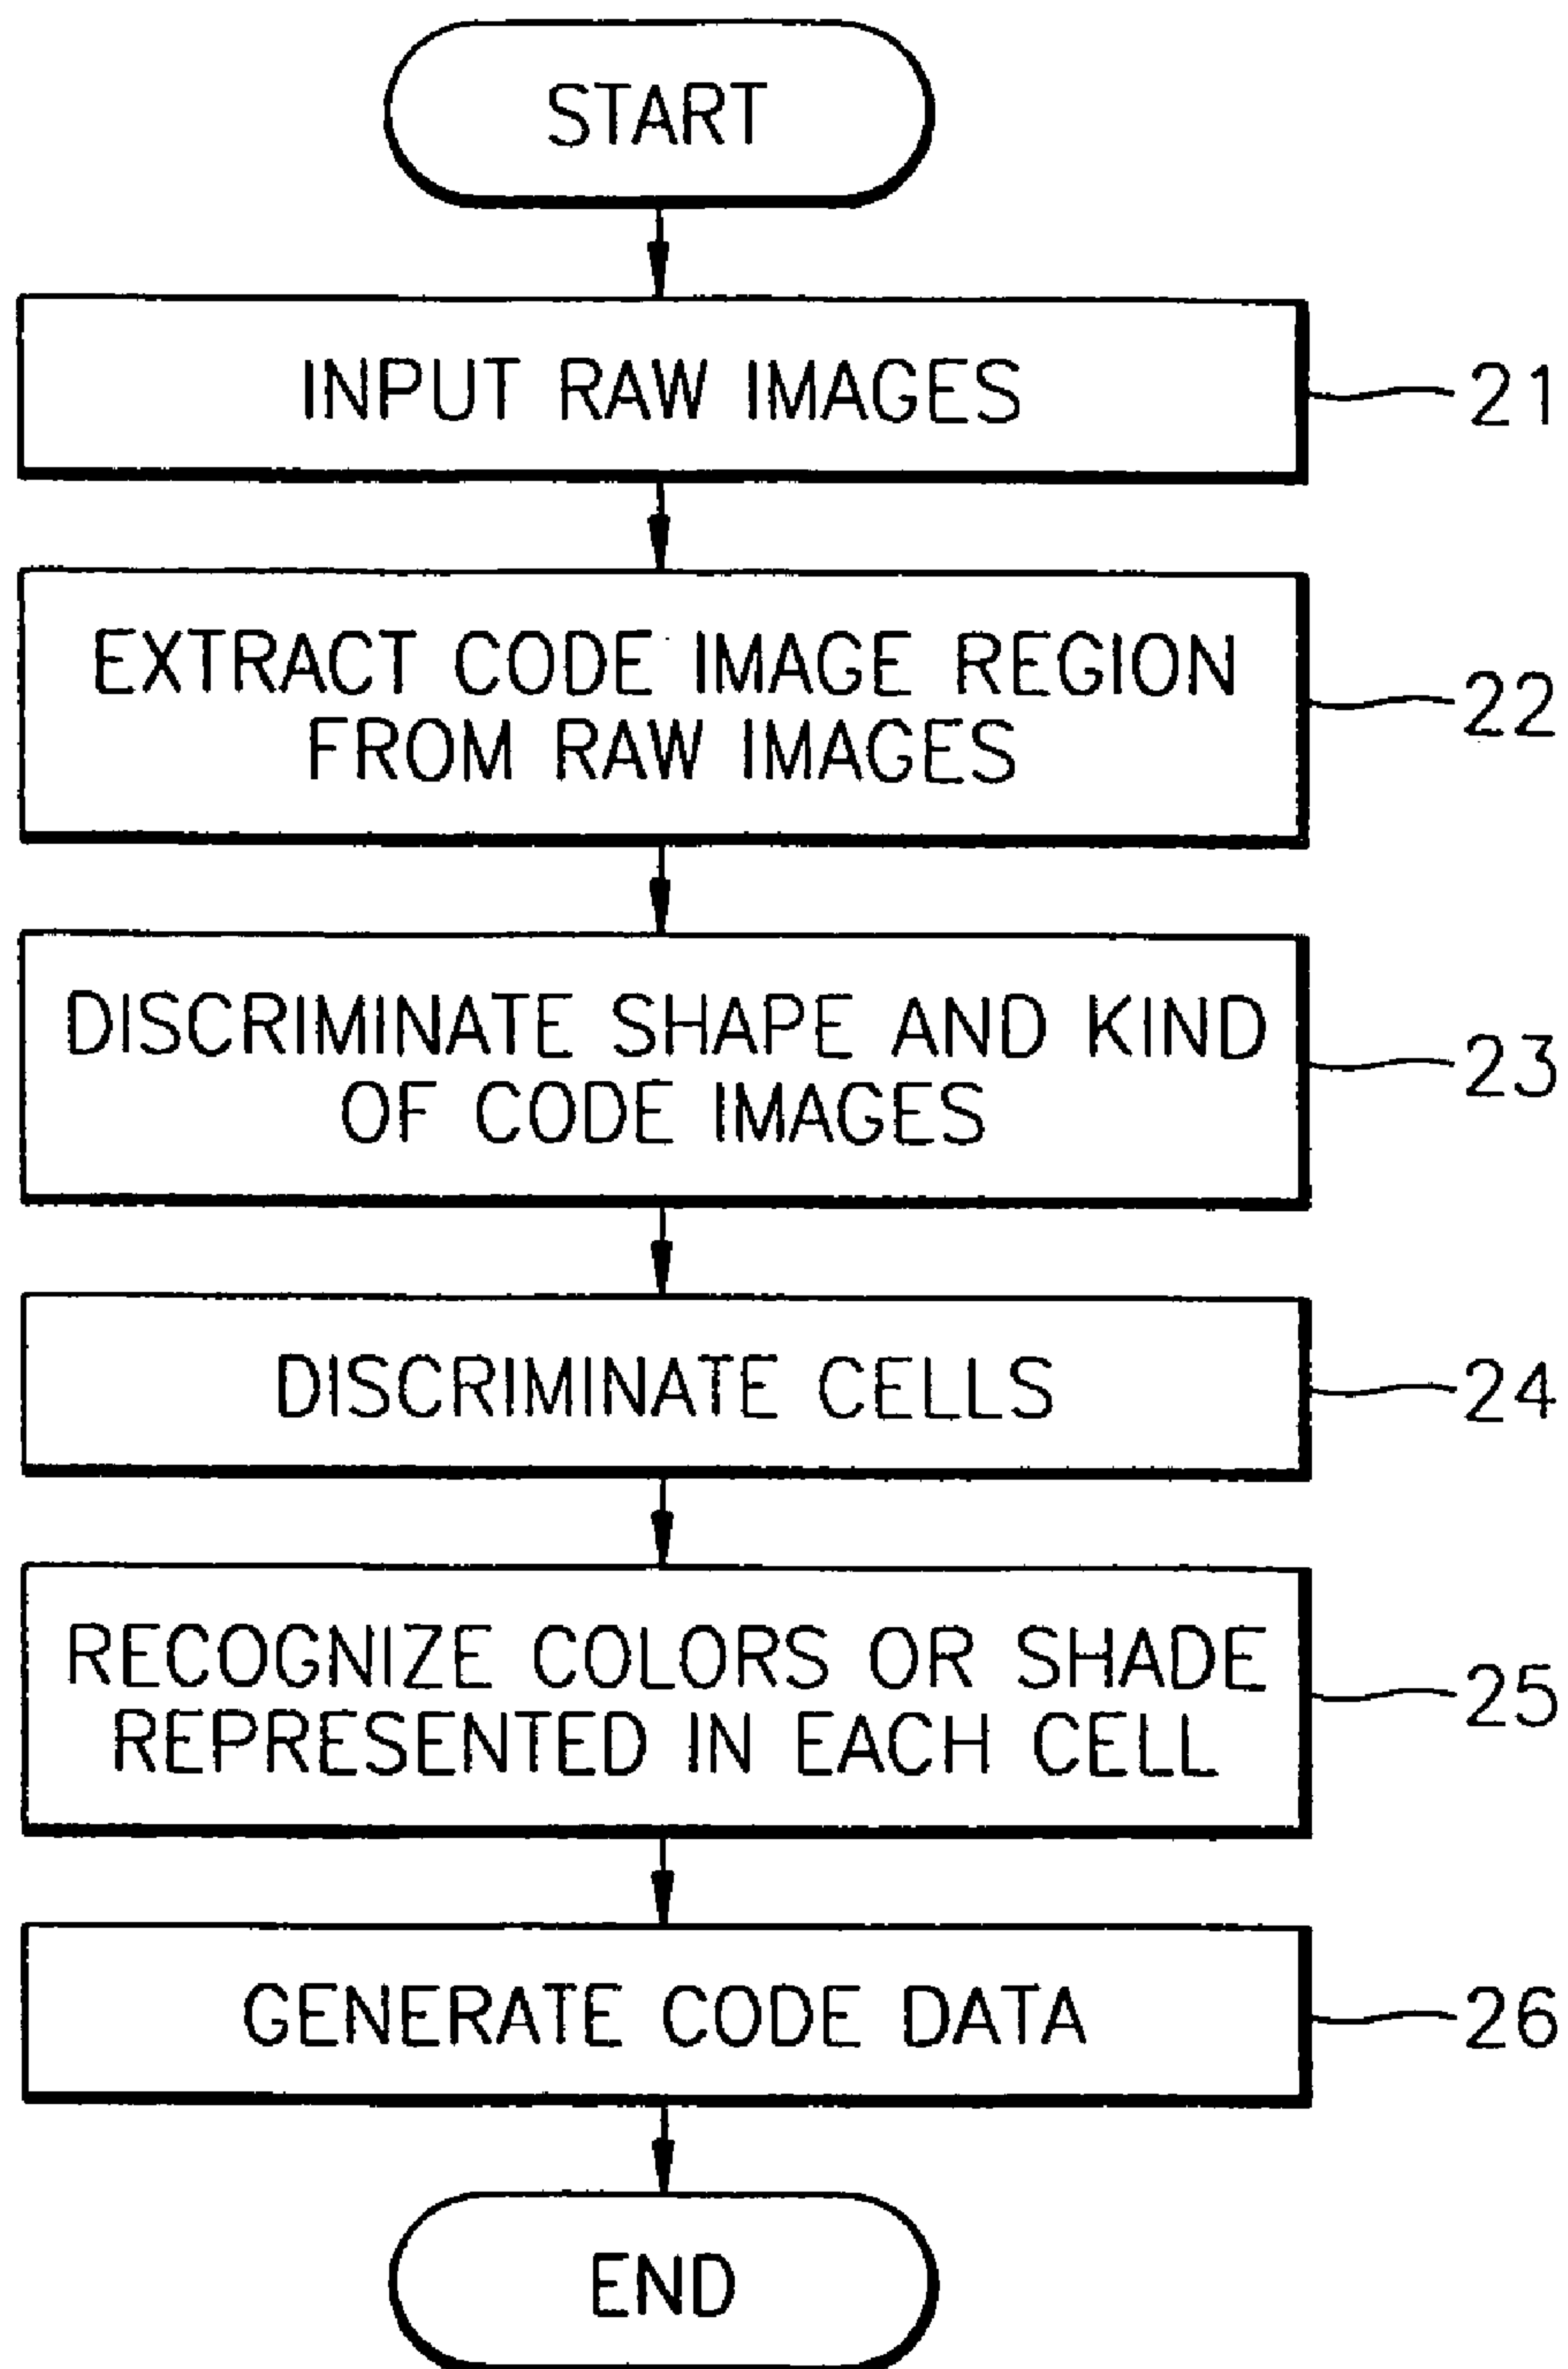 START
INPUT RAW IMAGES
21
EXTRACT CODE IMAGE REGION
FROM RAW IMAGES
22
DISCRIMINATE SHAPE AND KIND
OF CODE IMAGES
23
DISCRIMINATE CELLS
24
RECOGNIZE COLORS OR SHADE
REPRESENTED IN EACH CELL
25
GENERATE CODE DATA
26
END